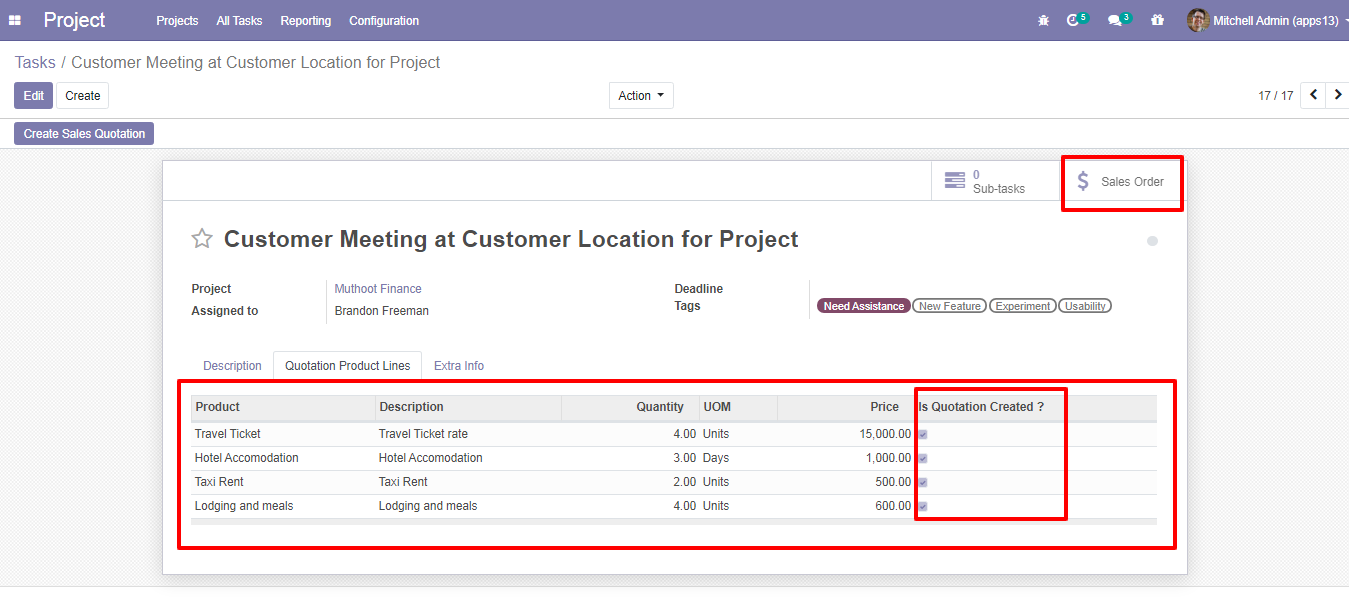 Project Projects All Tasks Reporting Configuration 5 3 Mitchell Admin (apps13)
Tasks / Customer Meeting at Customer Location for Project
Edit Create Action 17 / 17
Create Sales Quotation
0
Sub-tasks
$ Sales Order
Customer Meeting at Customer Location for Project
Project Muthoot Finance
Assigned to Brandon Freeman
Deadline
Tags Need Assistance New Feature Experiment Usability
Description Quotation Product Lines Extra Info
Product Description Quantity UOM Price Is Quotation Created ?
Travel Ticket Travel Ticket rate 4.00 Units 15,000.00
Hotel Accomodation Hotel Accomodation 3.00 Days 1,000.00
Taxi Rent Taxi Rent 2.00 Units 500.00
Lodging and meals Lodging and meals 4.00 Units 600.00